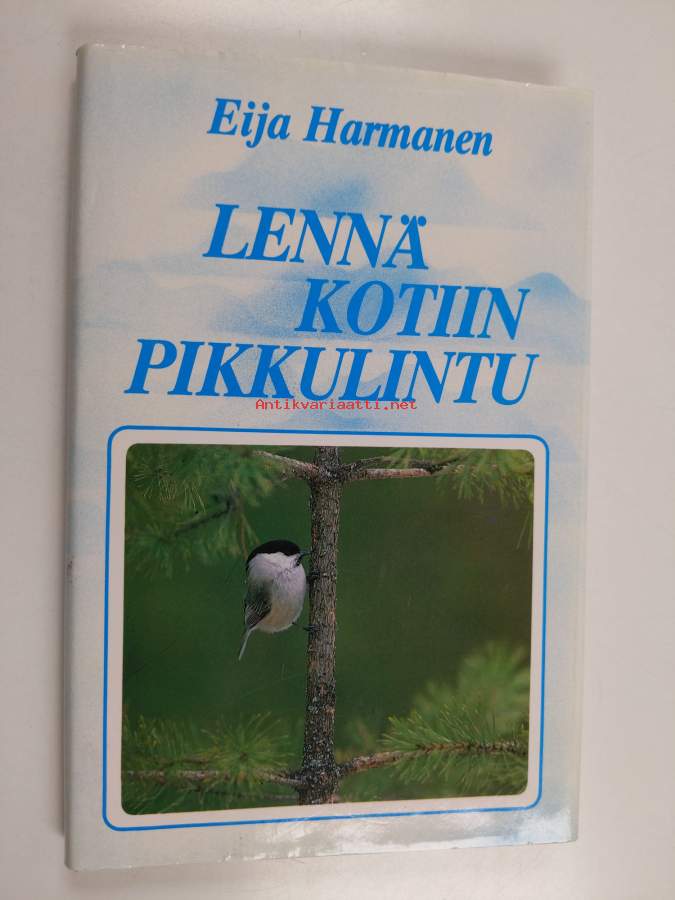 Eija Harmanen
LENNÄ
KOTIIN
PIKKULINTU
Antikvariaatti.net